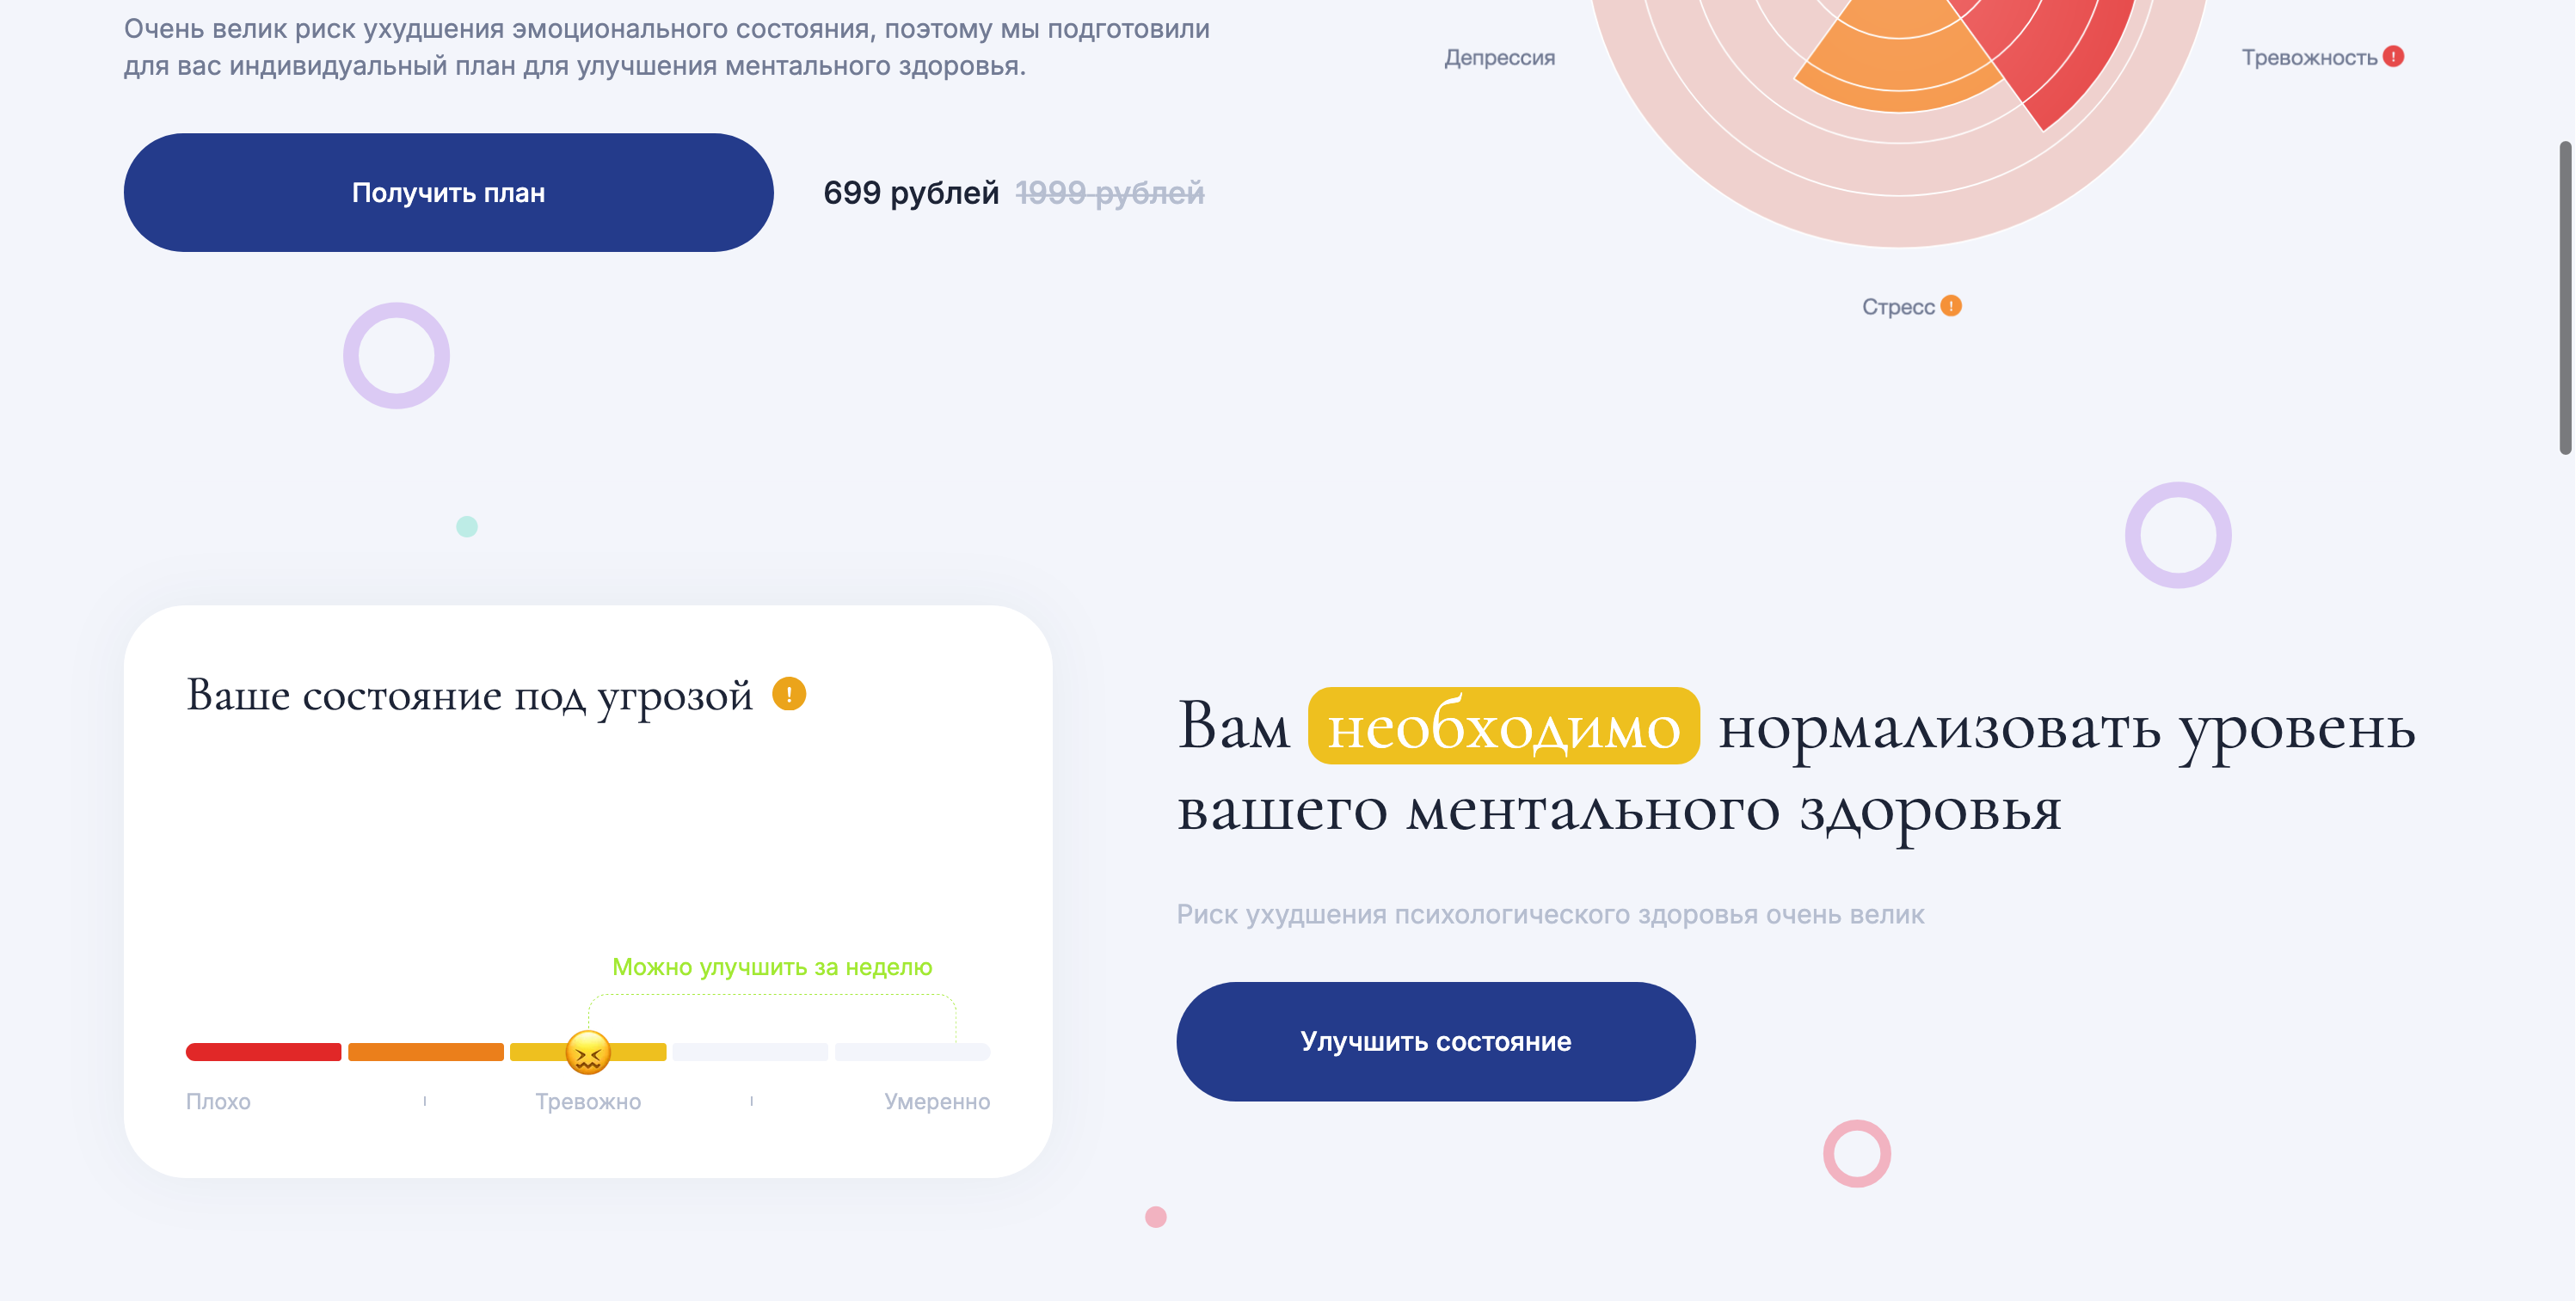 Очень велик риск ухудшения эмоционального состояния, поэтому мы подготовили
для вас индивидуальный план для улучшения ментального здоровья.
Получить план
699 рублей 1999 рублей
Депрессия
Тревожность !
Стресс !
Ваше состояние под угрозой !
Можно улучшить за неделю
Плохо
Тревожно
Умеренно
Вам необходимо нормализовать уровень
вашего ментального здоровья
Риск ухудшения психологического здоровья очень велик
Улучшить состояние